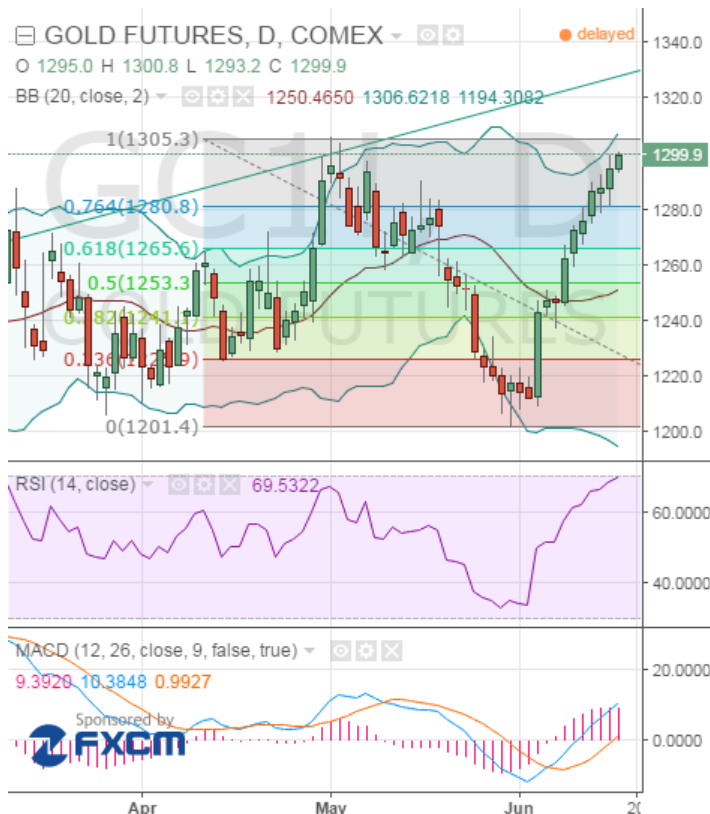 GOLD FUTURES, D, COMEX
delayed
O 1295.0 H 1300.8 L 1293.2 C 1299.9
BB (20, close, 2) 1250.4650 1306.6218 1194.3082
GC1!, D
GOLD FUTURES
1340.0
1320.0
1299.9
1280.0
1260.0
1240.0
1220.0
1200.0
1(1305.3)
0.764(1280.8)
0.618(1265.6)
0.5(1253.3)
0(1201.4)
RSI (14, close) 69.5322
60.0000
40.0000
MACD (12, 26, close, 9, false, true)
9.3920 10.3848 0.9927
20.0000
0.0000
Sponsored by
FXCM
Apr May Jun